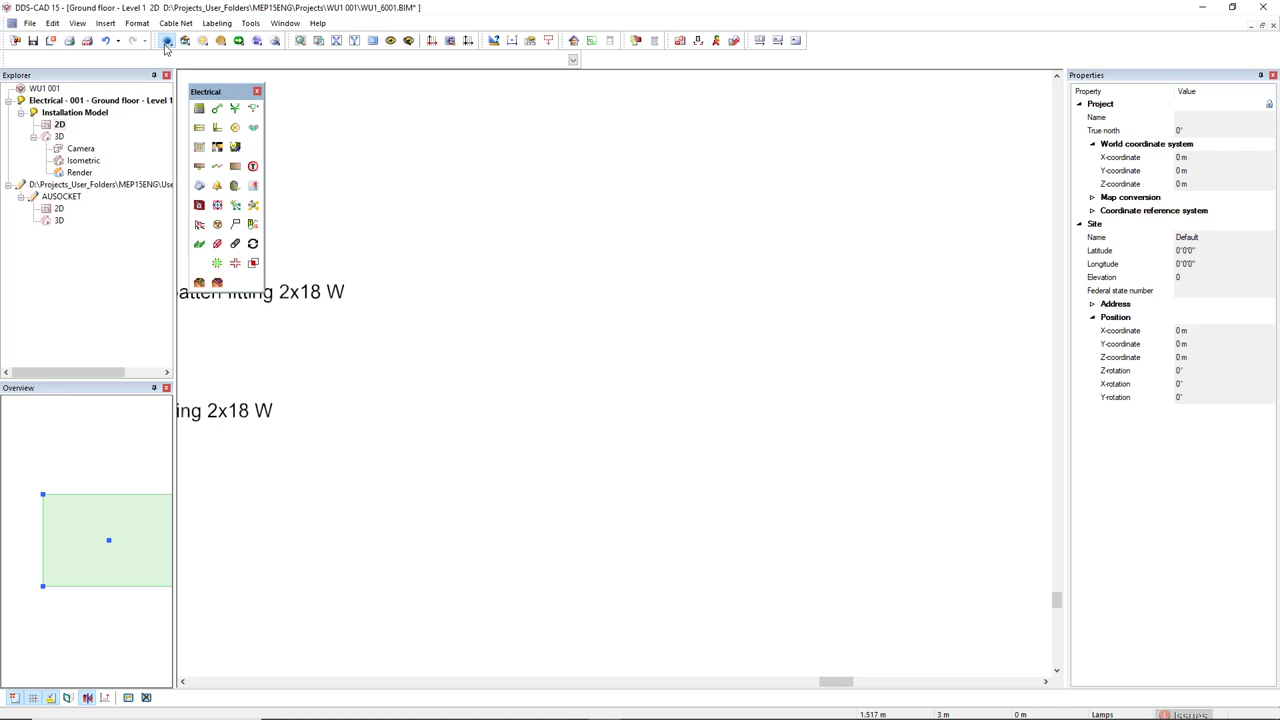 DDS-CAD 15 - [Ground floor - Level 1 2D D:\Projects_User_Folders\MEP15ENG\Projects\WU1 001\WU1_6001.BIM* ]
File Edit View Insert Format Cable Net Labeling Tools Window Help
Explorer
WU1 001
Electrical - 001 - Ground floor - Level 1
Installation Model
2D
3D
Camera
Isometric
Render
D:\Projects_User_Folders\MEP15ENG\Use
AUSOCKET
2D
3D
Overview
Electrical
batten fitting 2x18 W
ing 2x18 W
Properties
Property Value
Project
Name
True north 0°
World coordinate system
X-coordinate 0 m
Y-coordinate 0 m
Z-coordinate 0 m
Map conversion
Coordinate reference system
Site
Name Default
Latitude 0°0'0"
Longitude 0°0'0"
Elevation 0
Federal state number
Address
Position
X-coordinate 0 m
Y-coordinate 0 m
Z-coordinate 0 m
Z-rotation 0°
X-rotation 0°
Y-rotation 0°
1.517 m 3 m 0 m Lamps Issues